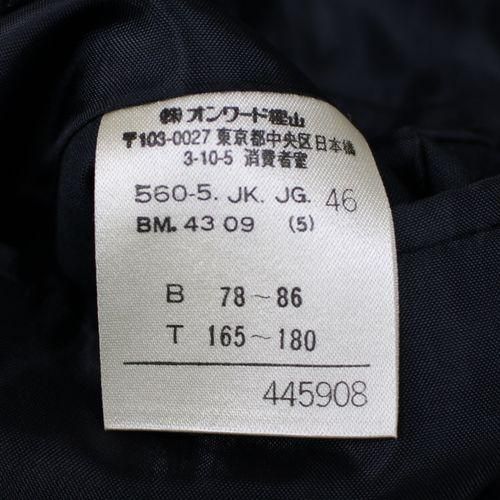 ㈱オンワード樫山
〒103-0027 東京都中央区日本橋
3-10-5 消費者室
560-5. JK. JG. 46
BM. 43 09 (5)
B 78～86
T 165～180
445908